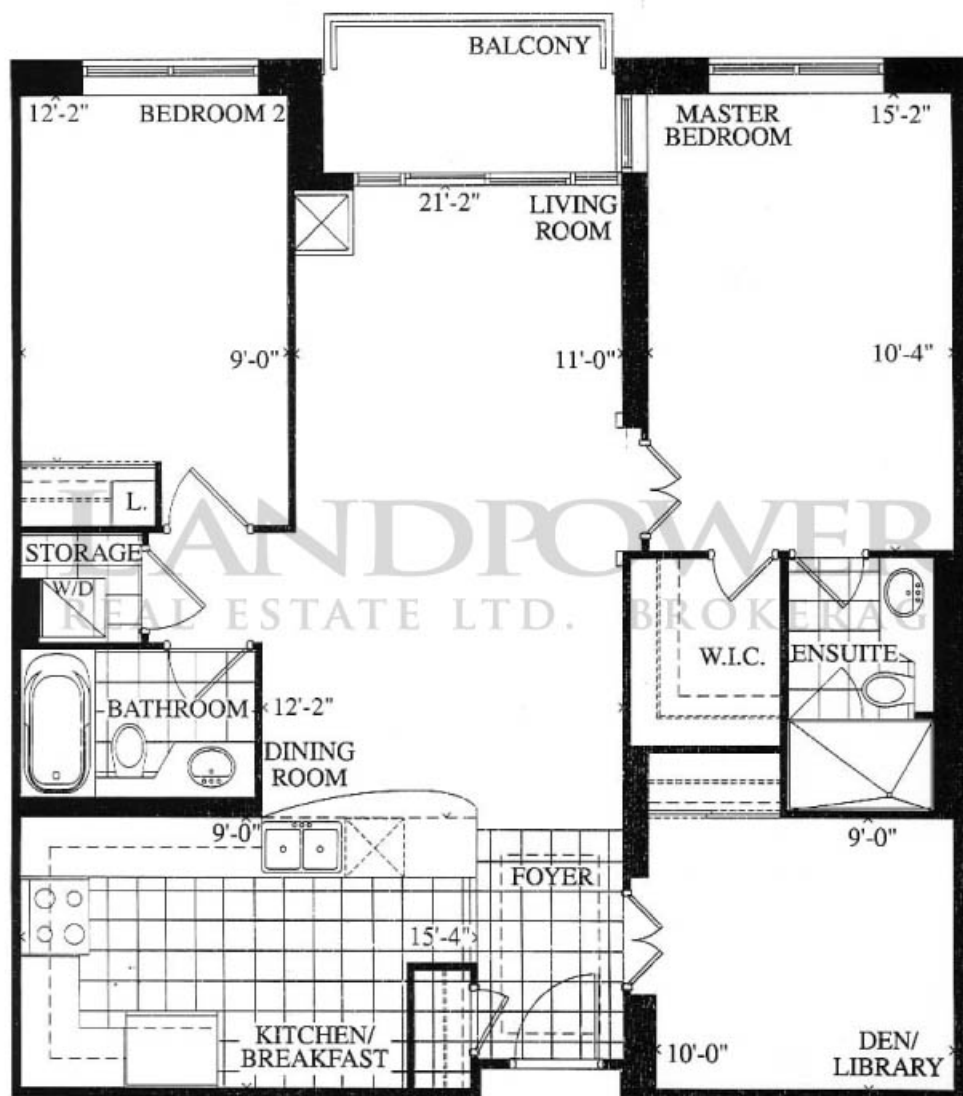 BALCONY
12'-2"
BEDROOM 2
MASTER
BEDROOM
15'-2"
21'-2"
LIVING
ROOM
9'-0"
11'-0"
10'-4"
L.
LANDPOWER
STORAGE
W/D
REAL ESTATE LTD. BROKERAG
W.I.C.
ENSUITE
BATHROOM
12'-2"
DINING
ROOM
9'-0"
9'-0"
FOYER
15'-4"
KITCHEN/
BREAKFAST
10'-0"
DEN/
LIBRARY